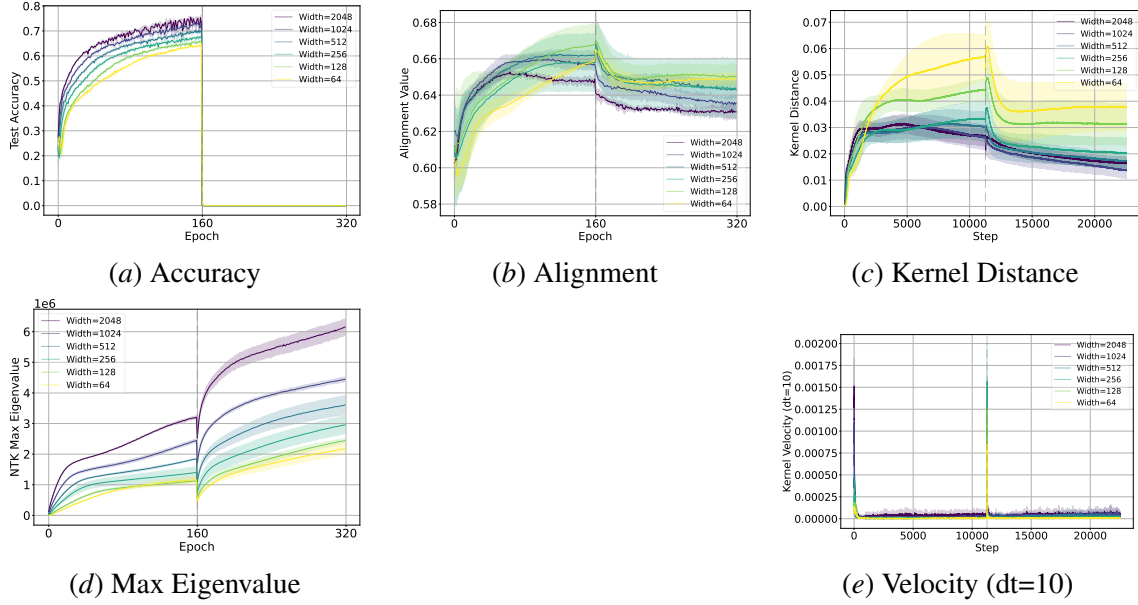 0.8
0.7
0.6
0.5
0.4
0.3
0.2
0.1
0.0
Test Accuracy
0
160
320
Epoch
Width=2048
Width=1024
Width=512
Width=256
Width=128
Width=64
(a) Accuracy
0.68
0.66
0.64
0.62
0.60
0.58
Alignment Value
0
160
320
Epoch
Width=2048
Width=1024
Width=512
Width=256
Width=128
Width=64
(b) Alignment
0.07
0.06
0.05
0.04
0.03
0.02
0.01
0.00
Kernel Distance
0
5000
10000
15000
20000
Step
Width=2048
Width=1024
Width=512
Width=256
Width=128
Width=64
(c) Kernel Distance
1e6
6
5
4
3
2
1
0
NTK Max Eigenvalue
0
160
320
Epoch
Width=2048
Width=1024
Width=512
Width=256
Width=128
Width=64
(d) Max Eigenvalue
0.00200
0.00175
0.00150
0.00125
0.00100
0.00075
0.00050
0.00025
0.00000
Kernel Velocity (dt=10)
0
5000
10000
15000
20000
Step
Width=2048
Width=1024
Width=512
Width=256
Width=128
Width=64
(e) Velocity (dt=10)